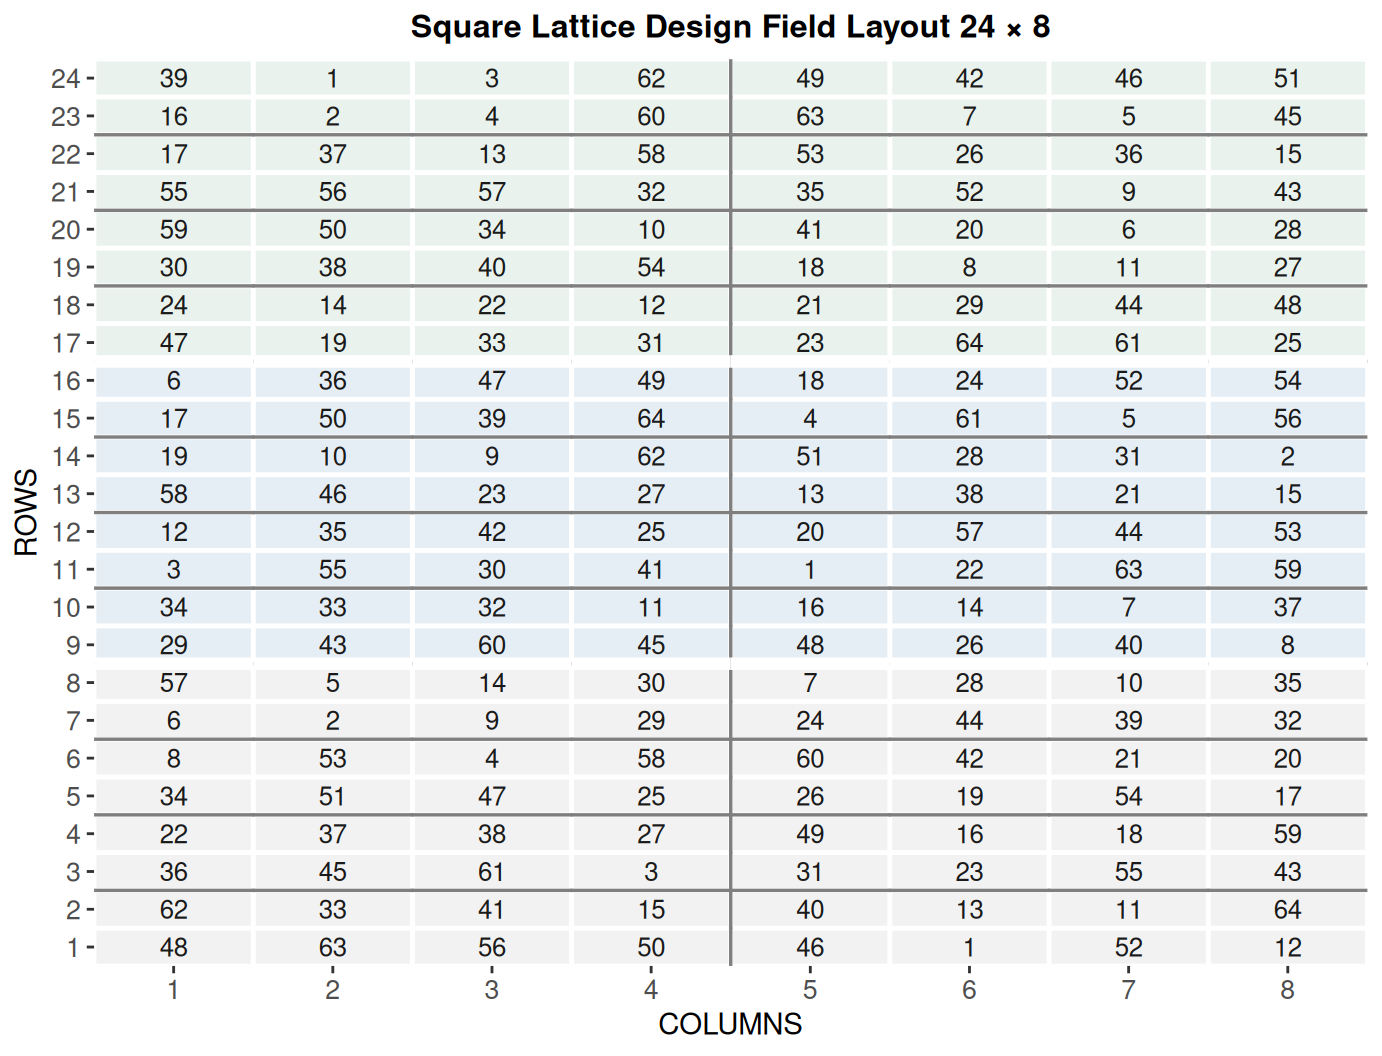 Square Lattice Design Field Layout 24 × 8
24 39 1 3 62 49 42 46 51
23 16 2 4 60 63 7 5 45
22 17 37 13 58 53 26 36 15
21 55 56 57 32 35 52 9 43
20 59 50 34 10 41 20 6 28
19 30 38 40 54 18 8 11 27
18 24 14 22 12 21 29 44 48
17 47 19 33 31 23 64 61 25
16 6 36 47 49 18 24 52 54
15 17 50 39 64 4 61 5 56
14 19 10 9 62 51 28 31 2
13 58 46 23 27 13 38 21 15
12 12 35 42 25 20 57 44 53
11 3 55 30 41 1 22 63 59
10 34 33 32 11 16 14 7 37
9 29 43 60 45 48 26 40 8
8 57 5 14 30 7 28 10 35
7 6 2 9 29 24 44 39 32
6 8 53 4 58 60 42 21 20
5 34 51 47 25 26 19 54 17
4 22 37 38 27 49 16 18 59
3 36 45 61 3 31 23 55 43
2 62 33 41 15 40 13 11 64
1 48 63 56 50 46 1 52 12
1 2 3 4 5 6 7 8
COLUMNS
ROWS